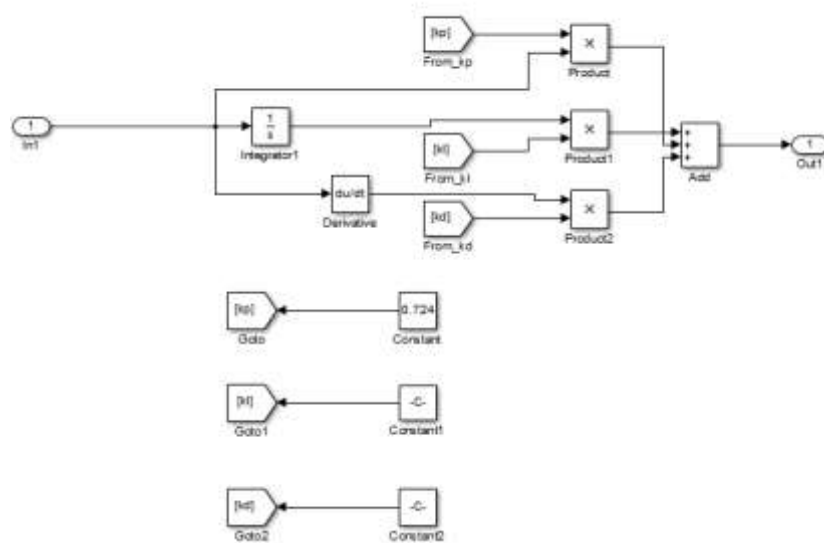 [kp]
From_kp
×
Product
1
In1
1
s
Integrator1
[kI]
From_kI
×
Product1
+
+
+
Add
1
Out1
du/dt
Derivative
[kd]
From_kd
×
Product2
[kp]
Goto
0.724
Constant
[kI]
Goto1
-C-
Constant1
[kd]
Goto2
-C-
Constant2